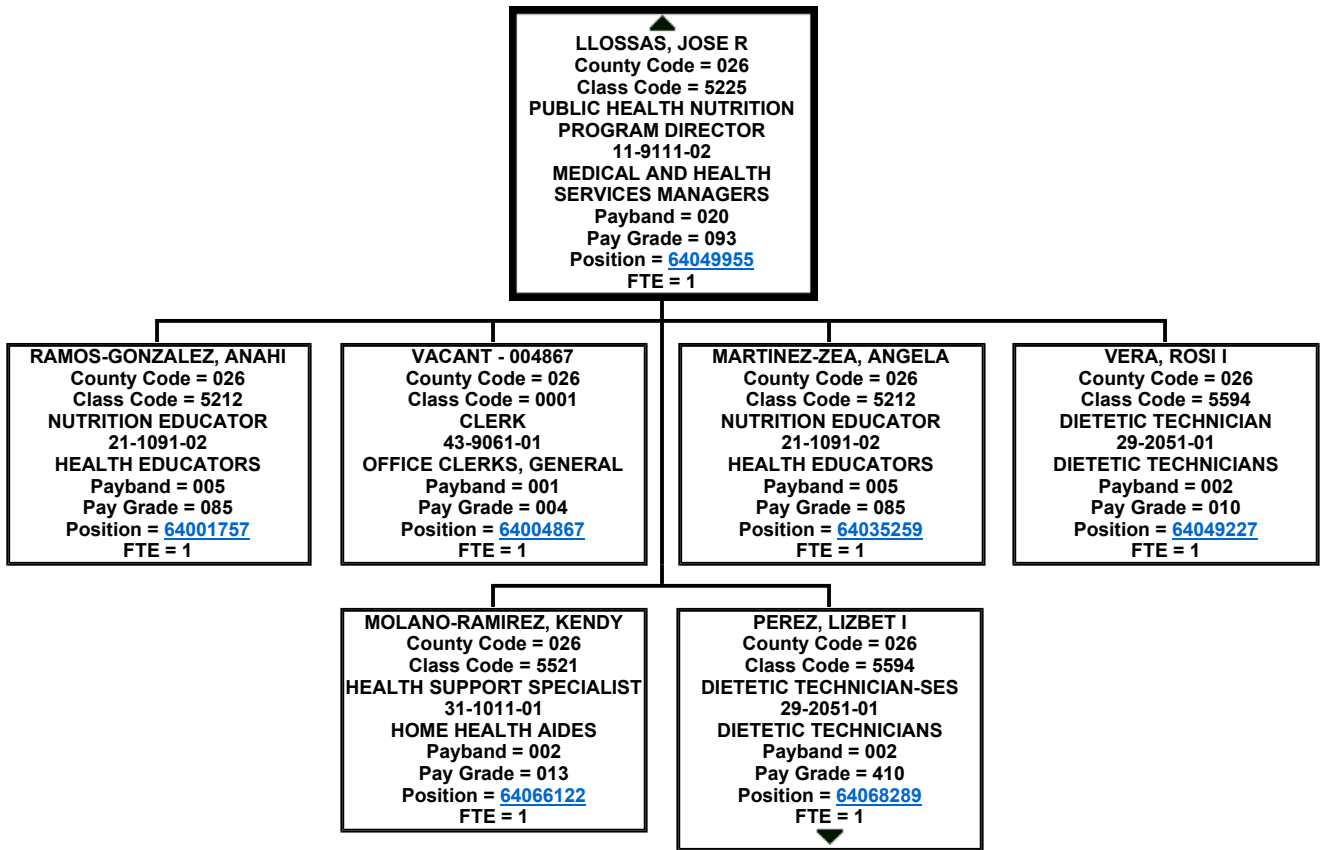 LLOSSAS, JOSE R
County Code = 026
Class Code = 5225
PUBLIC HEALTH NUTRITION
PROGRAM DIRECTOR
11-9111-02
MEDICAL AND HEALTH
SERVICES MANAGERS
Payband = 020
Pay Grade = 093
Position = 64049955
FTE = 1
RAMOS-GONZALEZ, ANAHI
County Code = 026
Class Code = 5212
NUTRITION EDUCATOR
21-1091-02
HEALTH EDUCATORS
Payband = 005
Pay Grade = 085
Position = 64001757
FTE = 1
VACANT - 004867
County Code = 026
Class Code = 0001
CLERK
43-9061-01
OFFICE CLERKS, GENERAL
Payband = 001
Pay Grade = 004
Position = 64004867
FTE = 1
MARTINEZ-ZEA, ANGELA
County Code = 026
Class Code = 5212
NUTRITION EDUCATOR
21-1091-02
HEALTH EDUCATORS
Payband = 005
Pay Grade = 085
Position = 64035259
FTE = 1
VERA, ROSI I
County Code = 026
Class Code = 5594
DIETETIC TECHNICIAN
29-2051-01
DIETETIC TECHNICIANS
Payband = 002
Pay Grade = 010
Position = 64049227
FTE = 1
MOLANO-RAMIREZ, KENDY
County Code = 026
Class Code = 5521
HEALTH SUPPORT SPECIALIST
31-1011-01
HOME HEALTH AIDES
Payband = 002
Pay Grade = 013
Position = 64066122
FTE = 1
PEREZ, LIZBET I
County Code = 026
Class Code = 5594
DIETETIC TECHNICIAN-SES
29-2051-01
DIETETIC TECHNICIANS
Payband = 002
Pay Grade = 410
Position = 64068289
FTE = 1